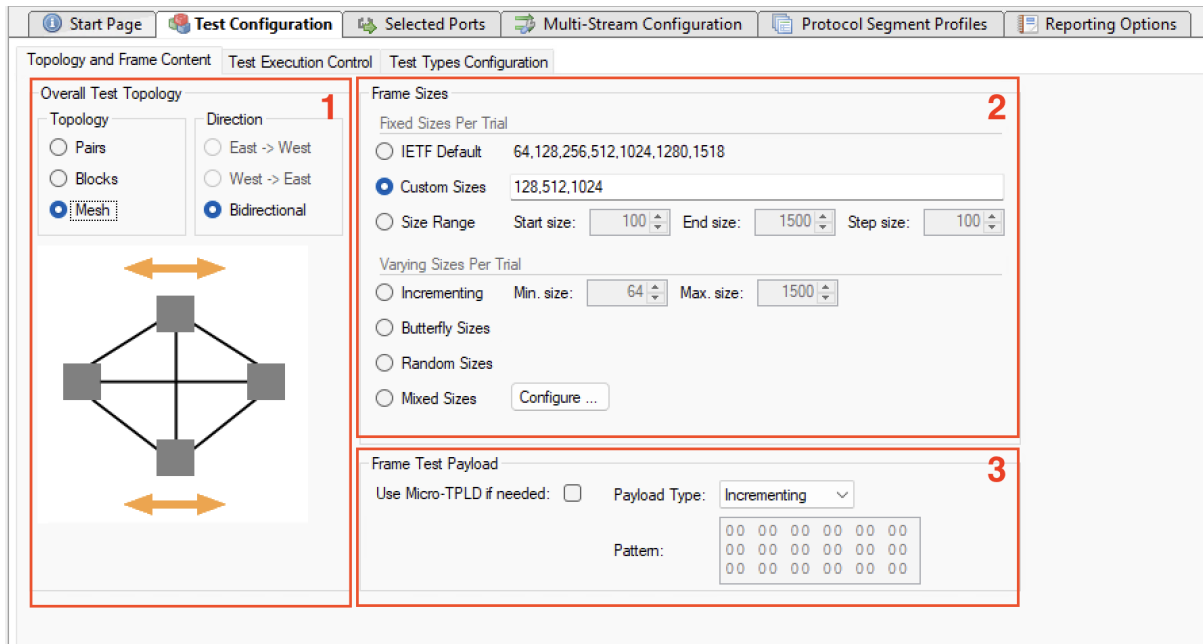 Start Page Test Configuration Selected Ports Multi-Stream Configuration Protocol Segment Profiles Reporting Options
Topology and Frame Content Test Execution Control Test Types Configuration
Overall Test Topology
1
Topology
Pairs
Blocks
Mesh
Direction
East -> West
West -> East
Bidirectional
Frame Sizes
2
Fixed Sizes Per Trial
IETF Default 64,128,256,512,1024,1280,1518
Custom Sizes 128,512,1024
Size Range Start size: 100 End size: 1500 Step size: 100
Varying Sizes Per Trial
Incrementing Min. size: 64 Max. size: 1500
Butterfly Sizes
Random Sizes
Mixed Sizes Configure ...
Frame Test Payload
3
Use Micro-TPLD if needed: Payload Type: Incrementing
Pattern:
00 00 00 00 00 00
00 00 00 00 00 00
00 00 00 00 00 00